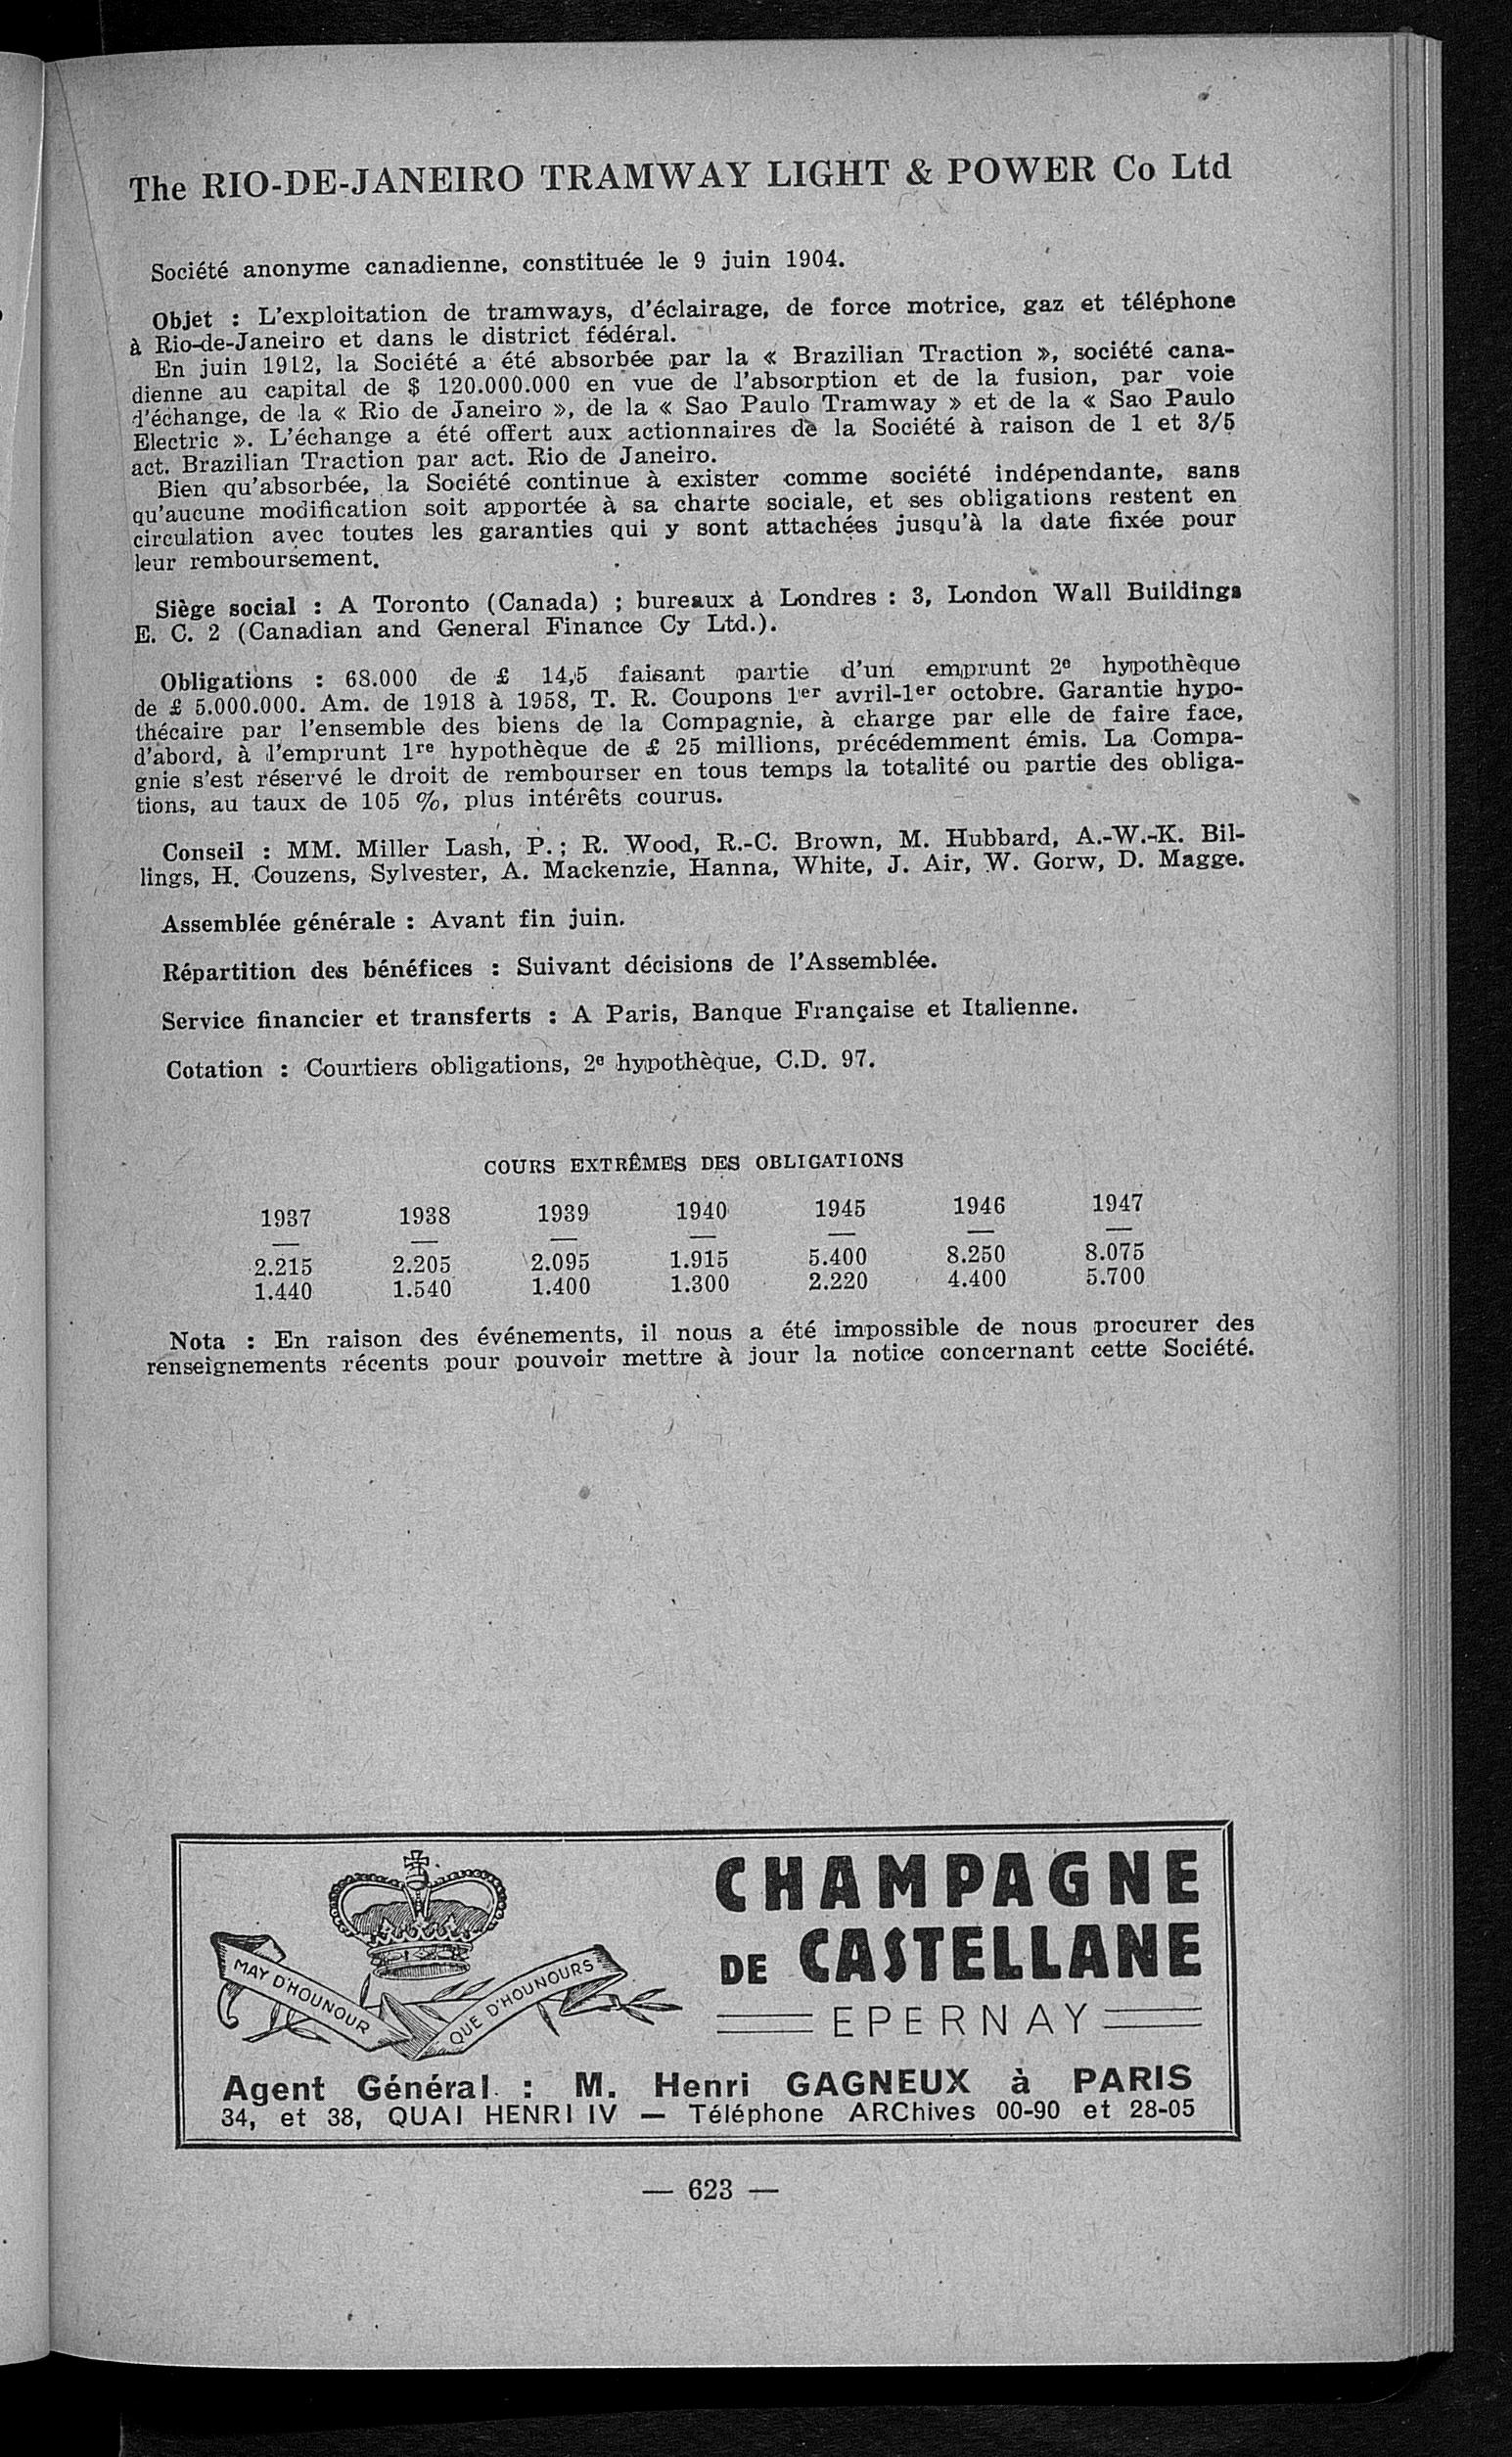 The RIO-DE-JANEIRO TRAMWAY LIGHT & POWER Co Ltd
Société anonyme canadienne, constituée le 9 juin 1904.
Objet : L'exploitation de tramways, d'éclairage, de force motrice, gaz et téléphone
à Rio-de-Janeiro et dans le district fédéral.
En juin 1912, la Société a été absorbée par la « Brazilian Traction », société cana-
dienne au capital de $ 120.000.000 en vue de l'absorption et de la fusion, par voie
d'échange, de la « Rio de Janeiro », de la « Sao Paulo Tramway » et de la « Sao Paulo
Electric ». L'échange a été offert aux actionnaires de la Société à raison de 1 et 3/5
act. Brazilian Traction par act. Rio de Janeiro.
Bien qu'absorbée, la Société continue à exister comme société indépendante, sans
qu'aucune modification soit apportée à sa charte sociale, et ses obligations restent en
circulation avec toutes les garanties qui y sont attachées jusqu'à la date fixée pour
leur remboursement.
Siège social : A Toronto (Canada) ; bureaux à Londres : 3, London Wall Buildings
E. C. 2 (Canadian and General Finance Cy Ltd.).
Obligations : 68.000 de £ 14,5 faisant partie d'un emprunt 2e hypothèque
de £ 5.000.000. Am. de 1918 à 1958, T. R. Coupons 1er avril-1er octobre. Garantie hypo-
thécaire par l'ensemble des biens de la Compagnie, à charge par elle de faire face,
d'abord, à l'emprunt 1re hypothèque de £ 25 millions, précédemment émis. La Compa-
gnie s'est réservé le droit de rembourser en tous temps la totalité ou partie des obliga-
tions, au taux de 105 %, plus intérêts courus.
Conseil : MM. Miller Lash, P.; R. Wood, R.-C. Brown, M. Hubbard, A.-W.-K. Bil-
lings, H. Couzens, Sylvester, A. Mackenzie, Hanna, White, J. Air, W. Gorw, D. Magge.
Assemblée générale : Avant fin juin.
Répartition des bénéfices : Suivant décisions de l'Assemblée.
Service financier et transferts : A Paris, Banque Française et Italienne.
Cotation : Courtiers obligations, 2e hypothèque, C.D. 97.
COURS EXTRÊMES DES OBLIGATIONS
1937 1938 1939 1940 1945 1946 1947
2.215 2.205 2.095 1.915 5.400 8.250 8.075
1.440 1.540 1.400 1.300 2.220 4.400 5.700
Nota : En raison des événements, il nous a été impossible de nous procurer des
renseignements récents pour pouvoir mettre à jour la notice concernant cette Société.
CHAMPAGNE
DE CASTELLANE
EPERNAY
MAY D'HOUNOUR
QUE D'HOUNOURS
Agent Général : M. Henri GAGNEUX à PARIS
34, et 38, QUAI HENRI IV — Téléphone ARChives 00-90 et 28-05
— 623 —